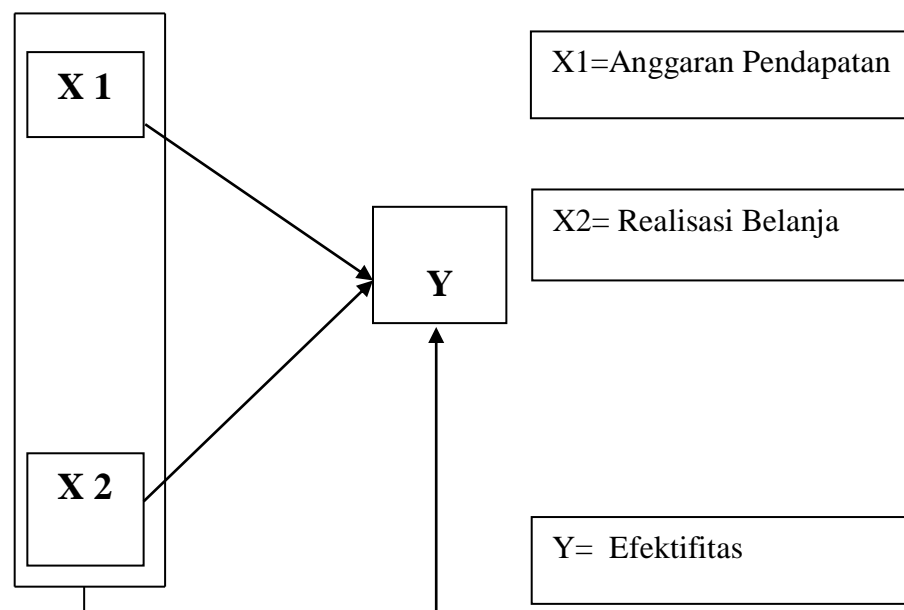 X 1
X1=Anggaran Pendapatan
X2= Realisasi Belanja
Y
X 2
Y= Efektifitas